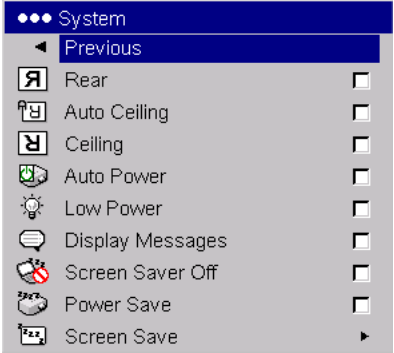 ●●● System
◄ Previous
Rear
Auto Ceiling
Ceiling
Auto Power
Low Power
Display Messages
Screen Saver Off
Power Save
Screen Save ►